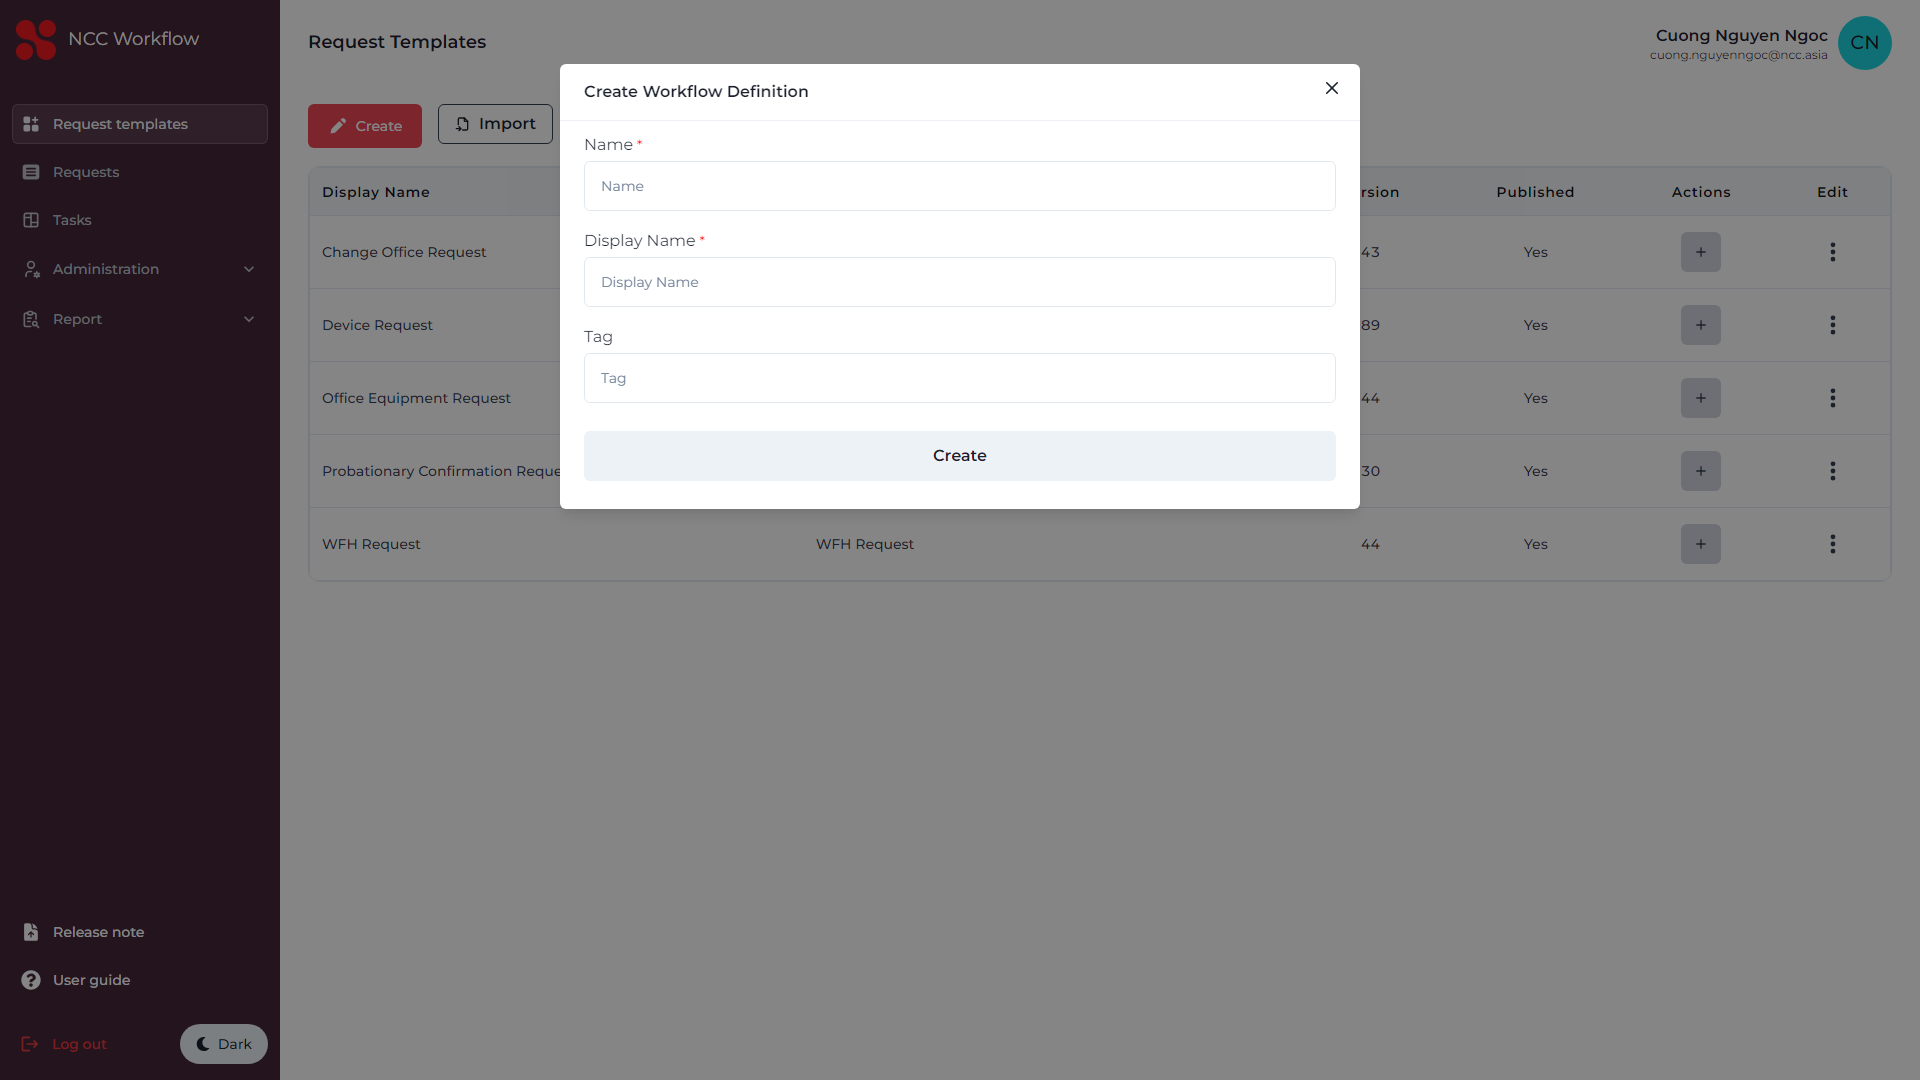 NCC Workflow
Request templates
Requests
Tasks
Administration
Report
Release note
User guide
Log out
Dark
Request Templates
Cuong Nguyen Ngoc
cuong.nguyenngoc@ncc.asia
CN
Create
Import
Create Workflow Definition
Name *
Name
Display Name *
Display Name
Tag
Tag
Create
Display Name rsion Published Actions Edit
Change Office Request 43 Yes
Device Request 89 Yes
Office Equipment Request 44 Yes
Probationary Confirmation Reque 30 Yes
WFH Request WFH Request 44 Yes